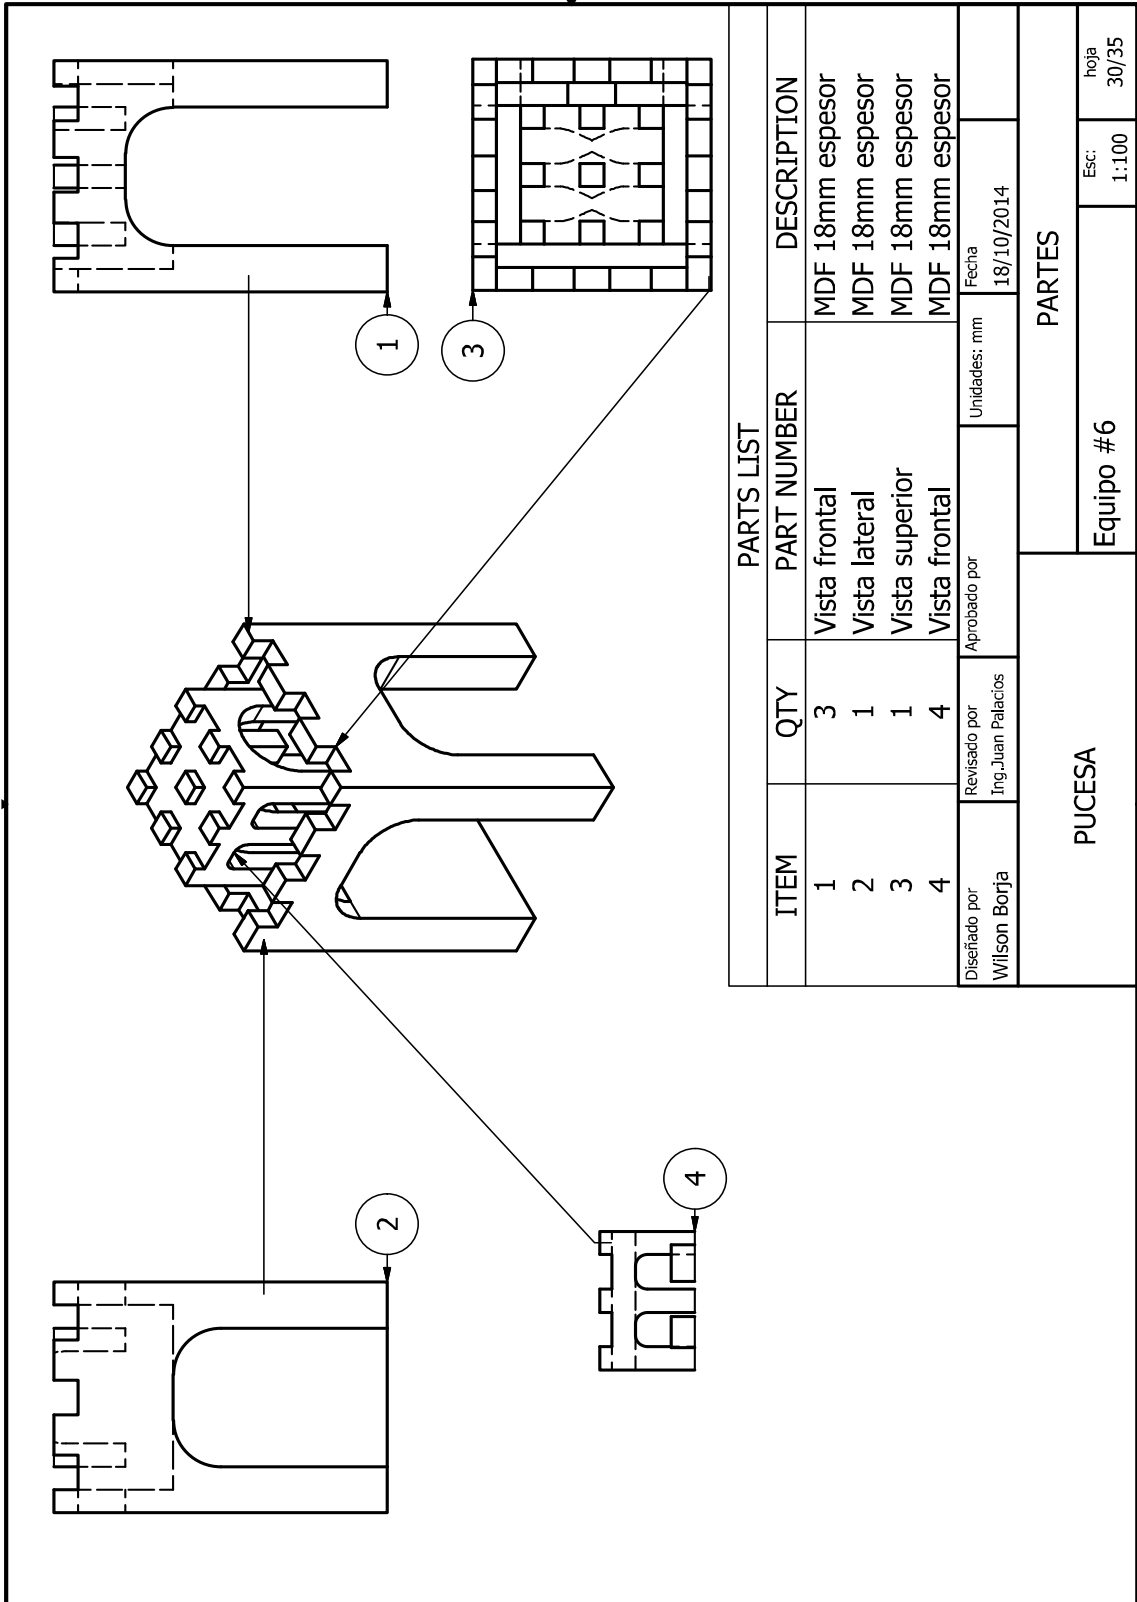 1
2
3
4
PARTS LIST
ITEM QTY PART NUMBER DESCRIPTION
1 3 Vista frontal MDF 18mm espesor
2 1 Vista lateral MDF 18mm espesor
3 1 Vista superior MDF 18mm espesor
4 4 Vista frontal MDF 18mm espesor
Diseñado por Revisado por Aprobado por Unidades: mm Fecha
Wilson Borja Ing.Juan Palacios 18/10/2014
PUCESA PARTES
Equipo #6 Esc: hoja
1:100 30/35